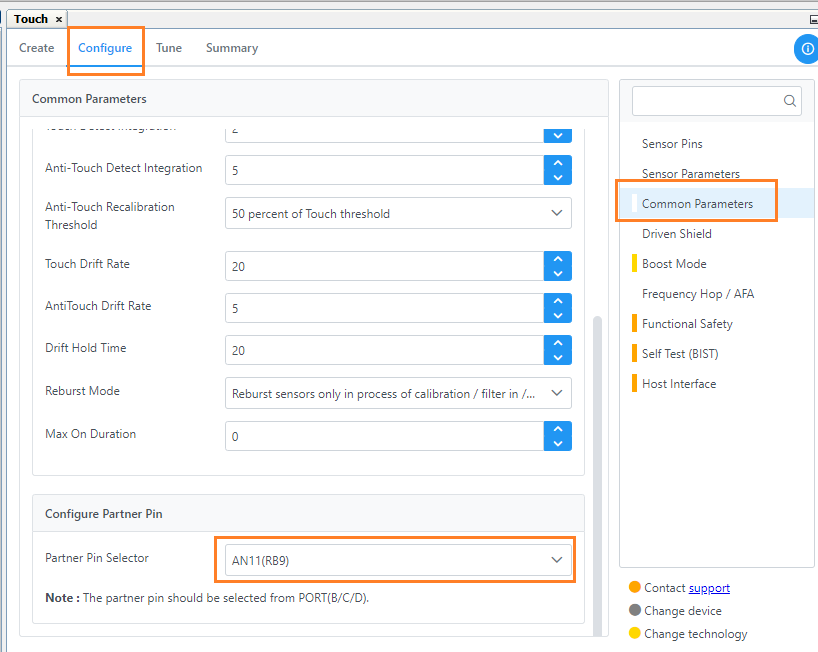 Touch ×
Create Configure Tune Summary
Common Parameters
Touch Detect Integration 2
Anti-Touch Detect Integration 5
Anti-Touch Recalibration
Threshold
50 percent of Touch threshold
Touch Drift Rate 20
AntiTouch Drift Rate 5
Drift Hold Time 20
Reburst Mode Reburst sensors only in process of calibration / filter in /...
Max On Duration 0
Configure Partner Pin
Partner Pin Selector AN11(RB9)
Note : The partner pin should be selected from PORT(B/C/D).
Sensor Pins
Sensor Parameters
Common Parameters
Driven Shield
Boost Mode
Frequency Hop / AFA
Functional Safety
Self Test (BIST)
Host Interface
Contact support
Change device
Change technology